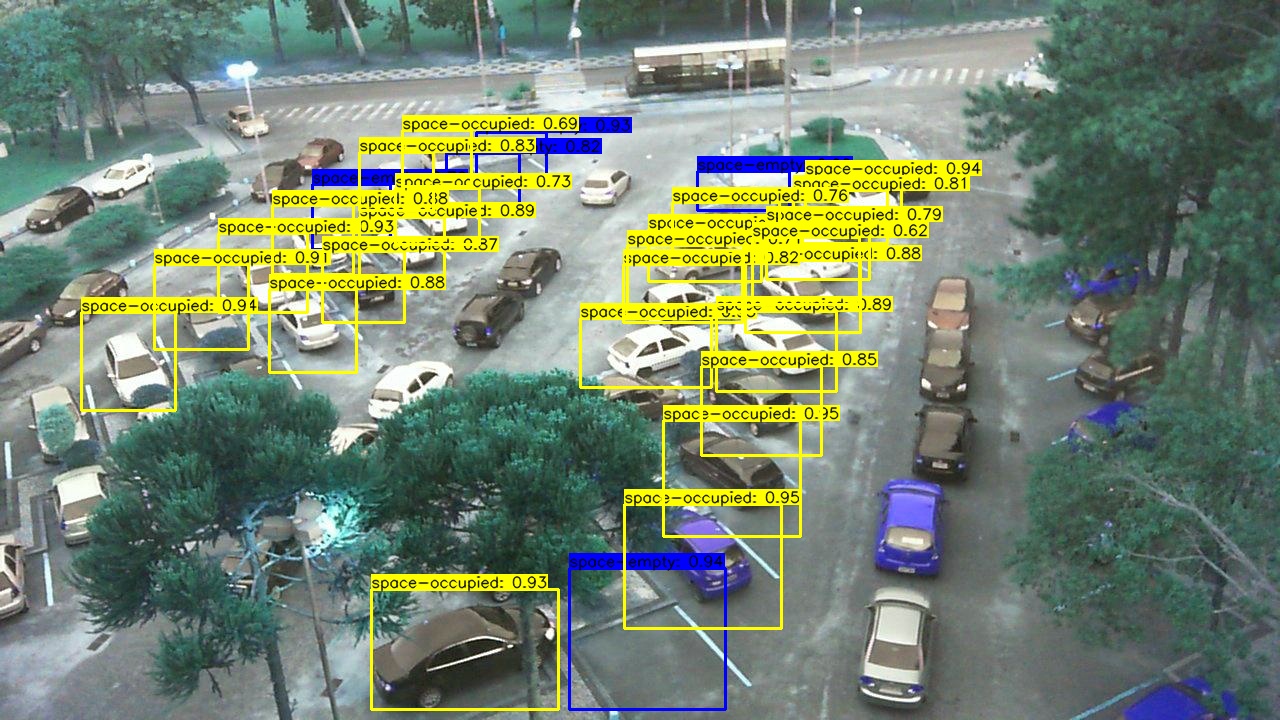 space-occupied: 0.69
0.93
space-occupied: 0.83
0.82
space-empty
space-occupied: 0.94
space-em
space-occupied: 0.73
0.81
space-occupied: 0.88
space-occupied: 0.76
0.89
space-occupied: 0.79
space-occupied: 0.93
space-occupied: 0.62
space-occup
space-occupied: 0.87
space-occupied: 0.91
0.82
0.88
space-occupied: 0.88
space-occupied: 0.94
space-occupied: 0.89
space-occupied:
space-occupied: 0.85
space-occupied: 0.95
space-occupied: 0.95
space-empty: 0.94
space-occupied: 0.93